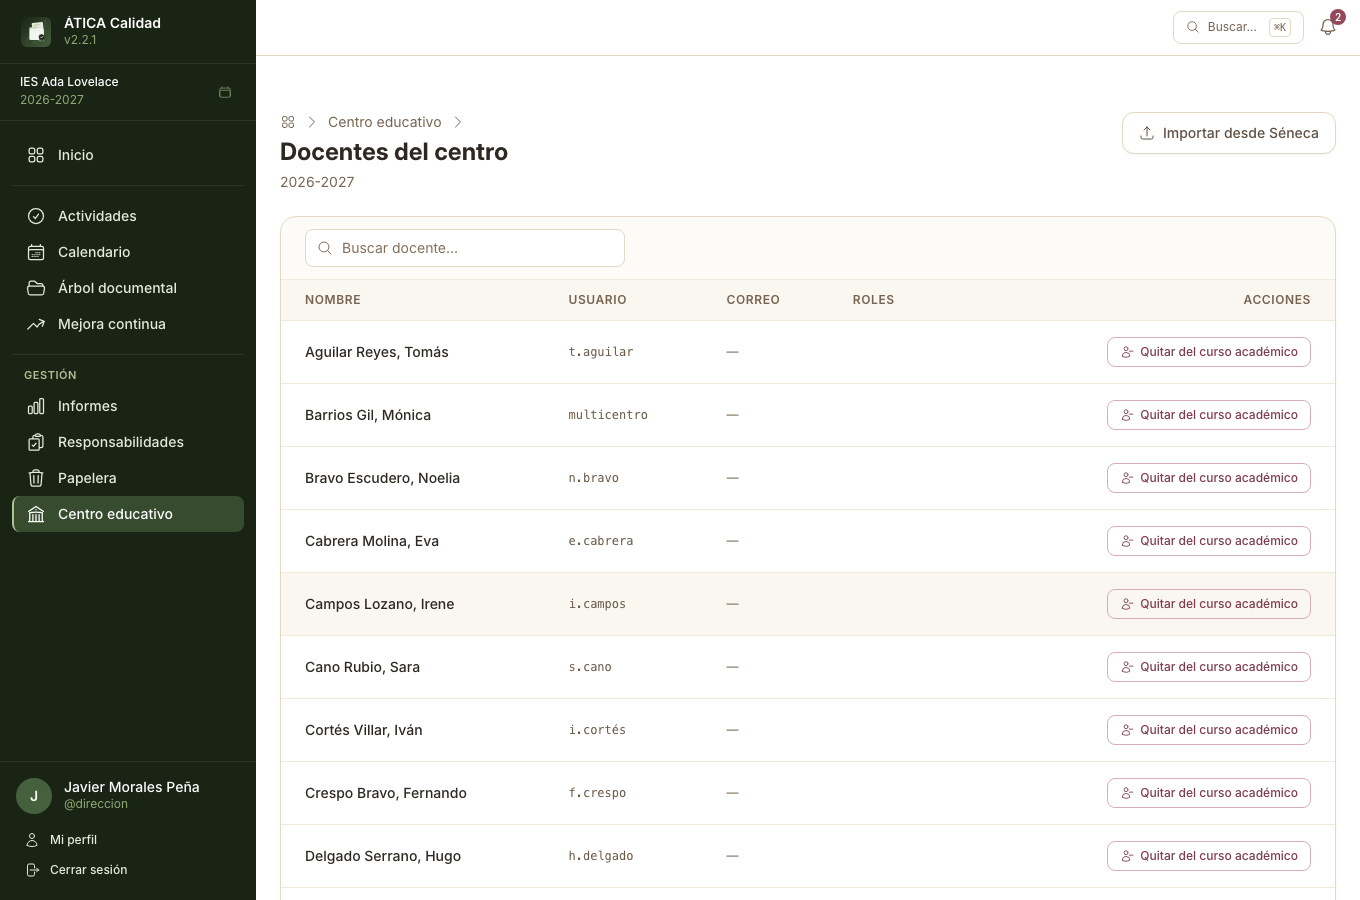 ÁTICA Calidad
v2.2.1
IES Ada Lovelace
2026-2027
Inicio
Actividades
Calendario
Árbol documental
Mejora continua
GESTIÓN
Informes
Responsabilidades
Papelera
Centro educativo
Javier Morales Peña
J
@direccion
Mi perfil
Cerrar sesión
Buscar... ⌘K
2
Centro educativo
Docentes del centro
2026-2027
Importar desde Séneca
Buscar docente...
NOMBRE USUARIO CORREO ROLES ACCIONES
Aguilar Reyes, Tomás t.aguilar — Quitar del curso académico
Barrios Gil, Mónica multicentro — Quitar del curso académico
Bravo Escudero, Noelia n.bravo — Quitar del curso académico
Cabrera Molina, Eva e.cabrera — Quitar del curso académico
Campos Lozano, Irene i.campos — Quitar del curso académico
Cano Rubio, Sara s.cano — Quitar del curso académico
Cortés Villar, Iván i.cortés — Quitar del curso académico
Crespo Bravo, Fernando f.crespo — Quitar del curso académico
Delgado Serrano, Hugo h.delgado — Quitar del curso académico